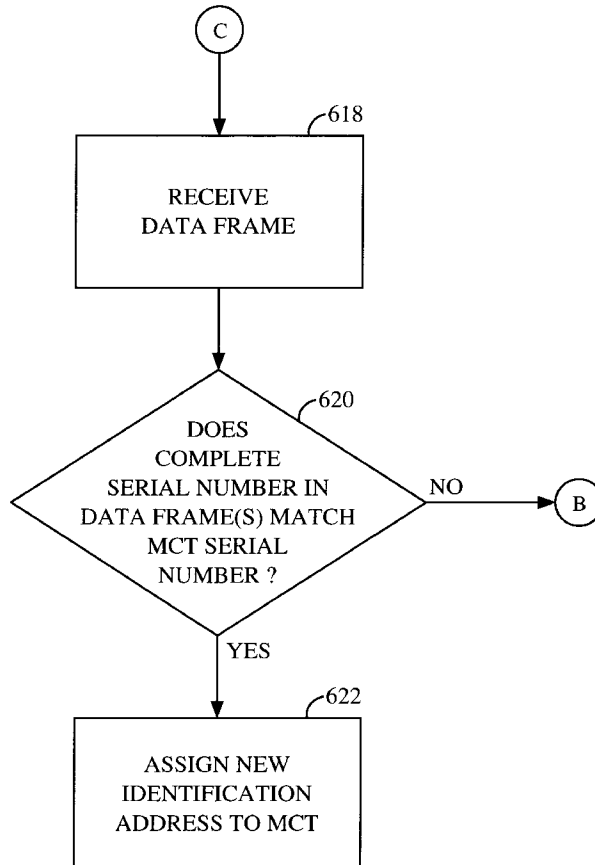 C
618
RECEIVE
DATA FRAME
620
DOES
COMPLETE
SERIAL NUMBER IN
DATA FRAME(S) MATCH
MCT SERIAL
NUMBER ?
NO
B
YES
622
ASSIGN NEW
IDENTIFICATION
ADDRESS TO MCT